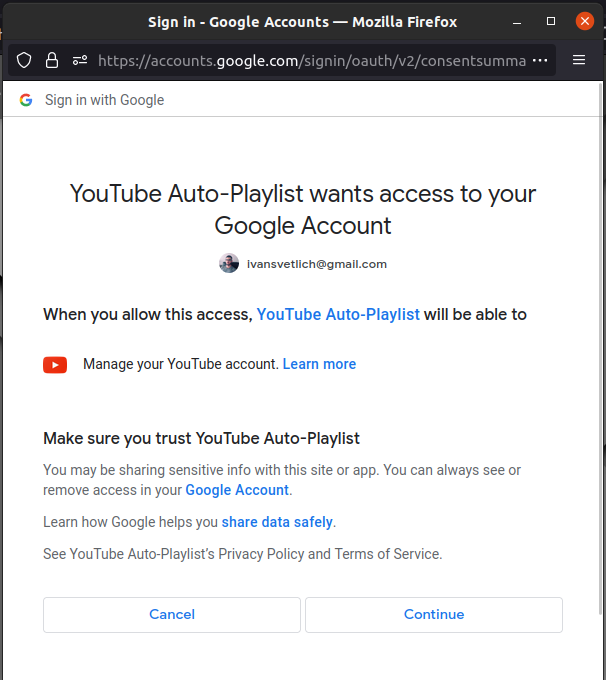 Sign in - Google Accounts — Mozilla Firefox
https://accounts.google.com/signin/oauth/v2/consentsumma
Sign in with Google
YouTube Auto-Playlist wants access to your
Google Account
ivansvetlich@gmail.com
When you allow this access, YouTube Auto-Playlist will be able to
Manage your YouTube account. Learn more
Make sure you trust YouTube Auto-Playlist
You may be sharing sensitive info with this site or app. You can always see or
remove access in your Google Account.
Learn how Google helps you share data safely.
See YouTube Auto-Playlist's Privacy Policy and Terms of Service.
Cancel
Continue